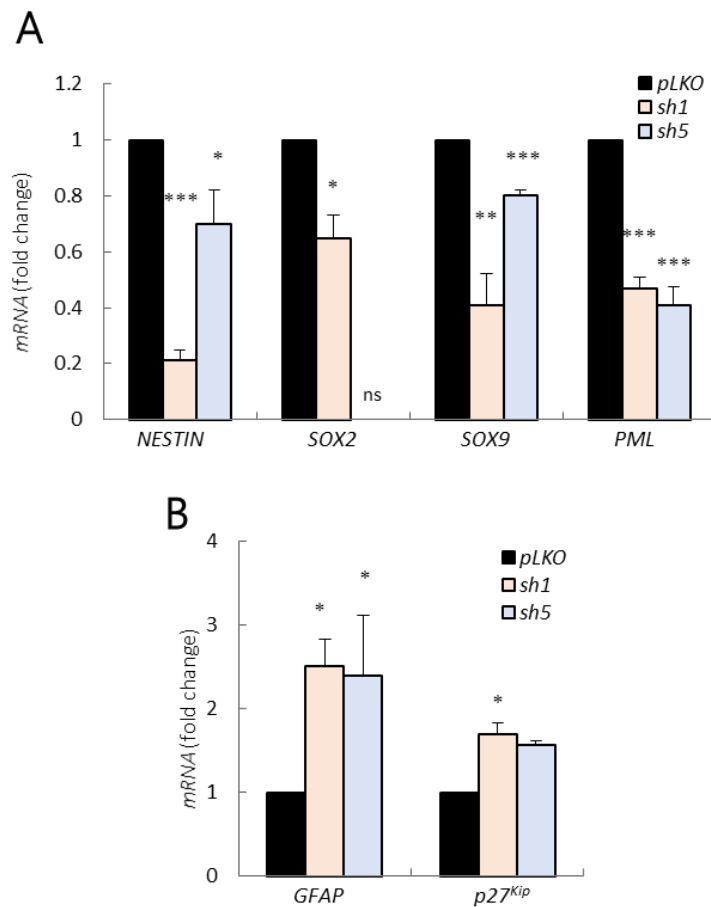 A
1.2
1
0.8
0.6
0.4
0.2
0
mRNA (fold change)
pLKO
sh1
sh5
***
*
*
**
***
***
***
ns
NESTIN SOX2 SOX9 PML
B
4
3
2
1
0
mRNA (fold change)
pLKO
sh1
sh5
*
*
*
GFAP p27Kip